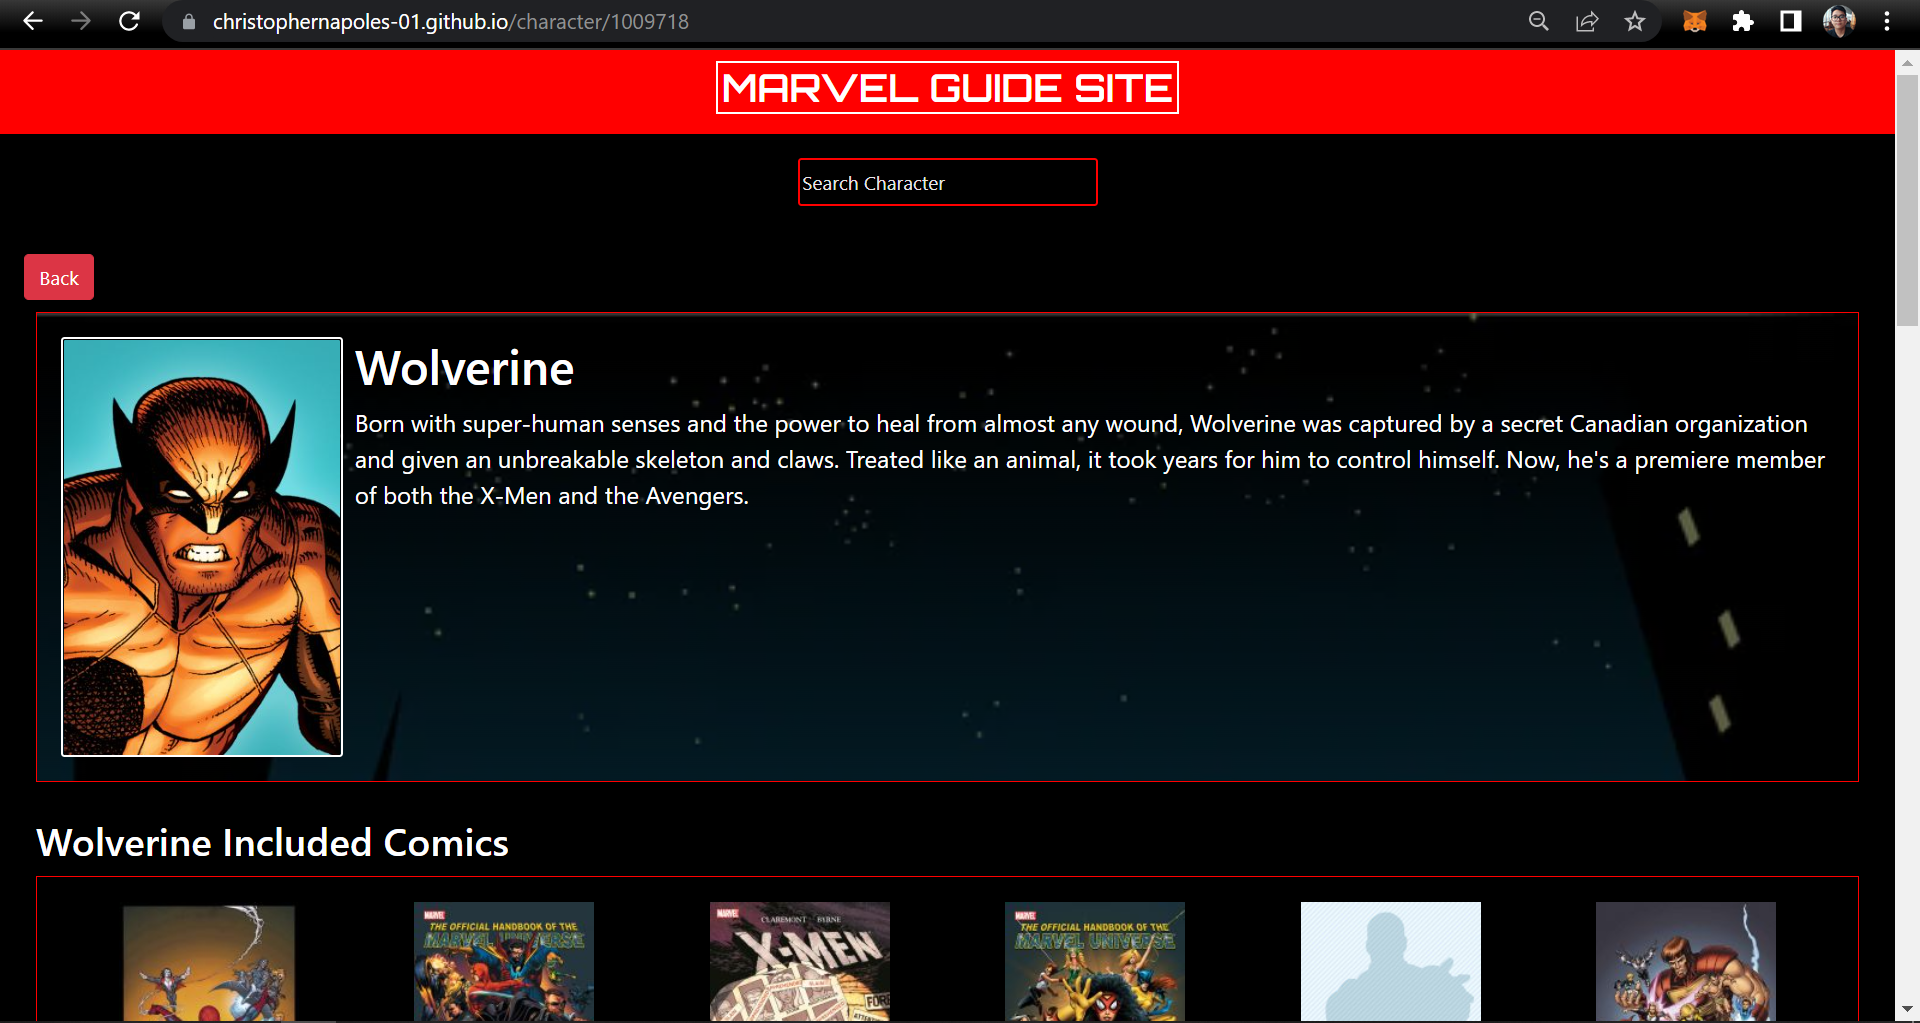 christophernapoles-01.github.io/character/1009718
MARVEL GUIDE SITE
Search Character
Back
Wolverine
Born with super-human senses and the power to heal from almost any wound, Wolverine was captured by a secret Canadian organization
and given an unbreakable skeleton and claws. Treated like an animal, it took years for him to control himself. Now, he's a premiere member
of both the X-Men and the Avengers.
Wolverine Included Comics
MARVEL
THE OFFICIAL HANDBOOK OF THE
MARVEL UNIVERSE
MARVEL
CLAREMONT BYRNE
X-MEN
MARVEL
THE OFFICIAL HANDBOOK OF THE
MARVEL UNIVERSE